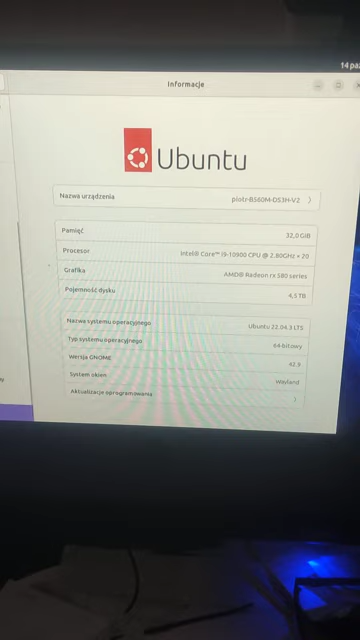 14 paź
Informacje
Ubuntu
Nazwa urządzenia piotr-B560M-DS3H-V2
Pamięć 32,0 GiB
Procesor Intel® Core™ i9-10900 CPU @ 2.80GHz × 20
Grafika AMD® Radeon rx 580 series
Pojemność dysku 4,5 TB
Nazwa systemu operacyjnego Ubuntu 22.04.3 LTS
Typ systemu operacyjnego 64-bitowy
Wersja GNOME 42.9
System okien Wayland
Aktualizacje oprogramowania